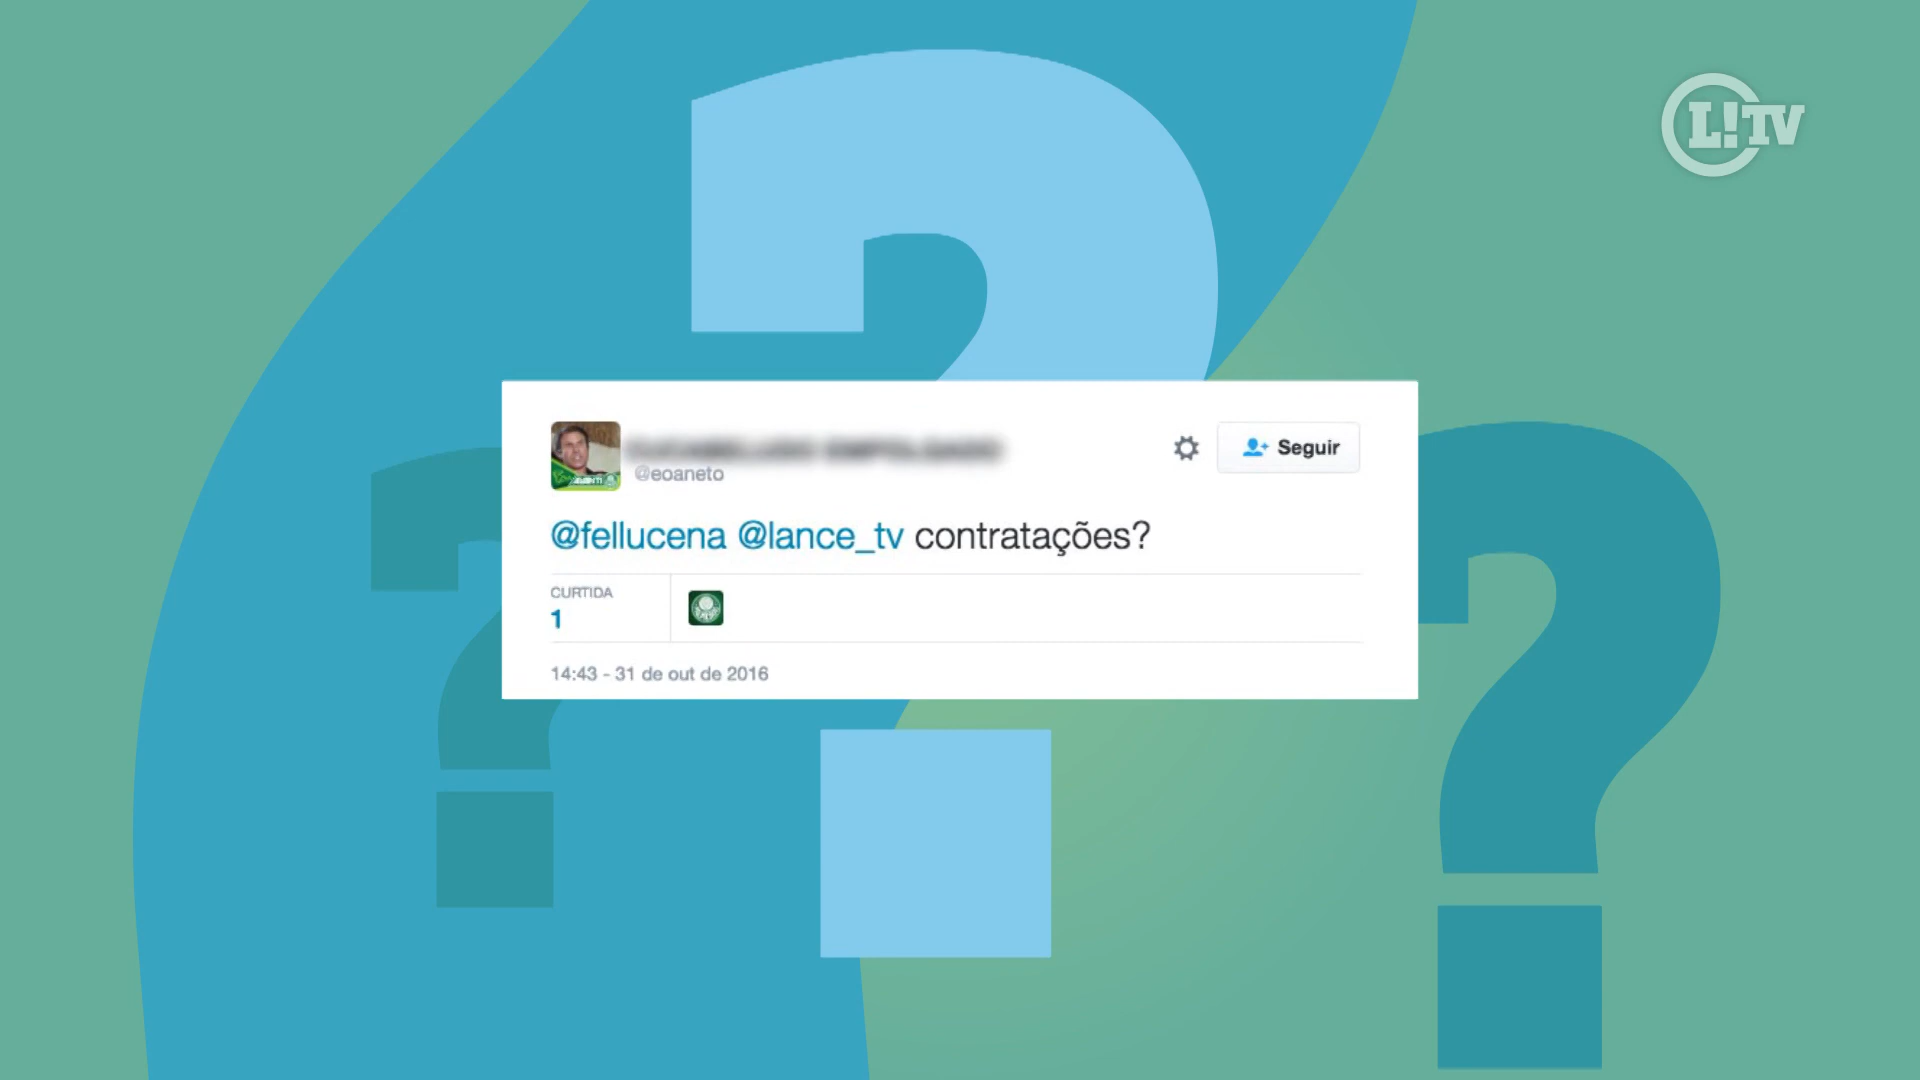 L!TV
@eoaneto
Seguir
@fellucena @lance_tv contratações?
CURTIDA
1
14:43 - 31 de out de 2016